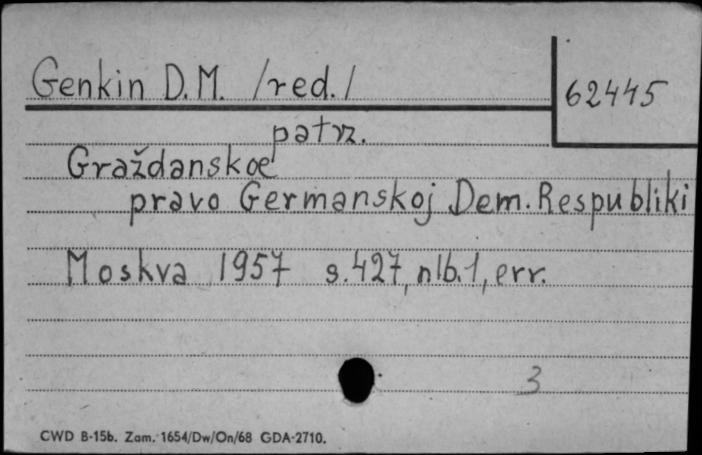 Genkin D.M. /red./
62445
patrz.
Graždanskoe
pravo Germanskoj Dem. Respubliki
Moskva 1957 s.427, nlb.1, err.
3
CWD B-15b. Zam. 1654/Dw/On/68 GDA-2710.